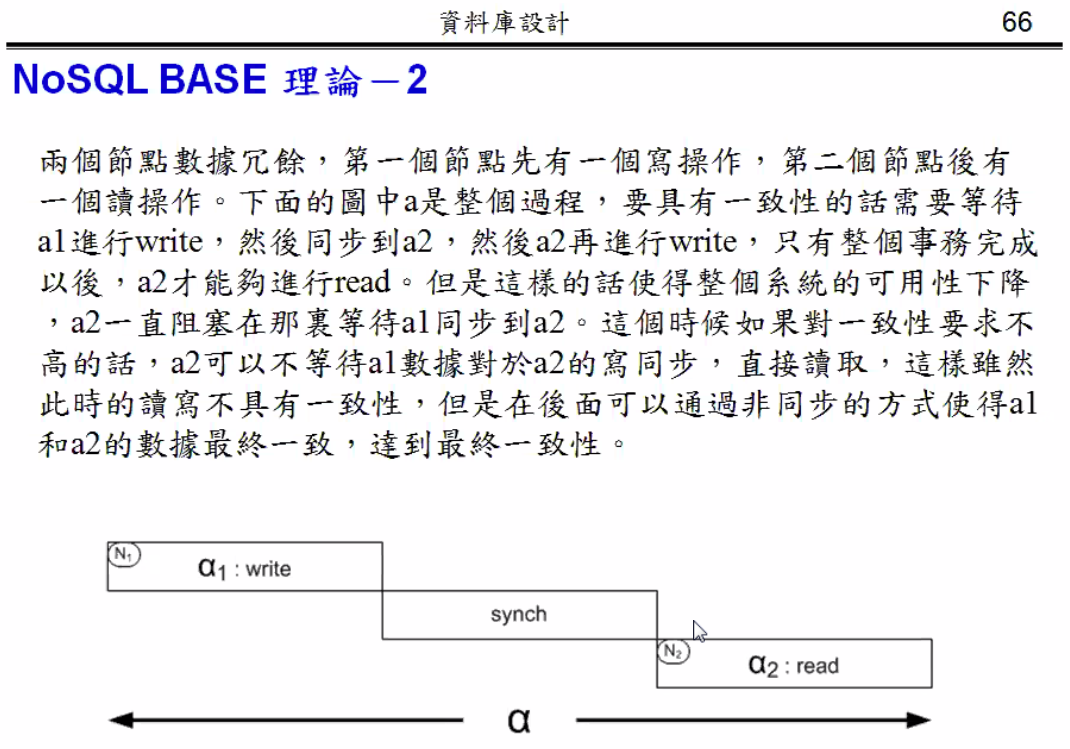 資料庫設計
66
NoSQL BASE 理論－2
兩個節點數據冗餘，第一個節點先有一個寫操作，第二個節點後有
一個讀操作。下面的圖中a是整個過程，要具有一致性的話需要等待
a1進行write，然後同步到a2，然後a2再進行write，只有整個事務完成
以後，a2才能夠進行read。但是這樣的話使得整個系統的可用性下降
，a2一直阻塞在那裏等待a1同步到a2。這個時候如果對一致性要求不
高的話，a2可以不等待a1數據對於a2的寫同步，直接讀取，這樣雖然
此時的讀寫不具有一致性，但是在後面可以通過非同步的方式使得a1
和a2的數據最終一致，達到最終一致性。
N₁
α₁ : write
synch
N₂
α₂ : read
α